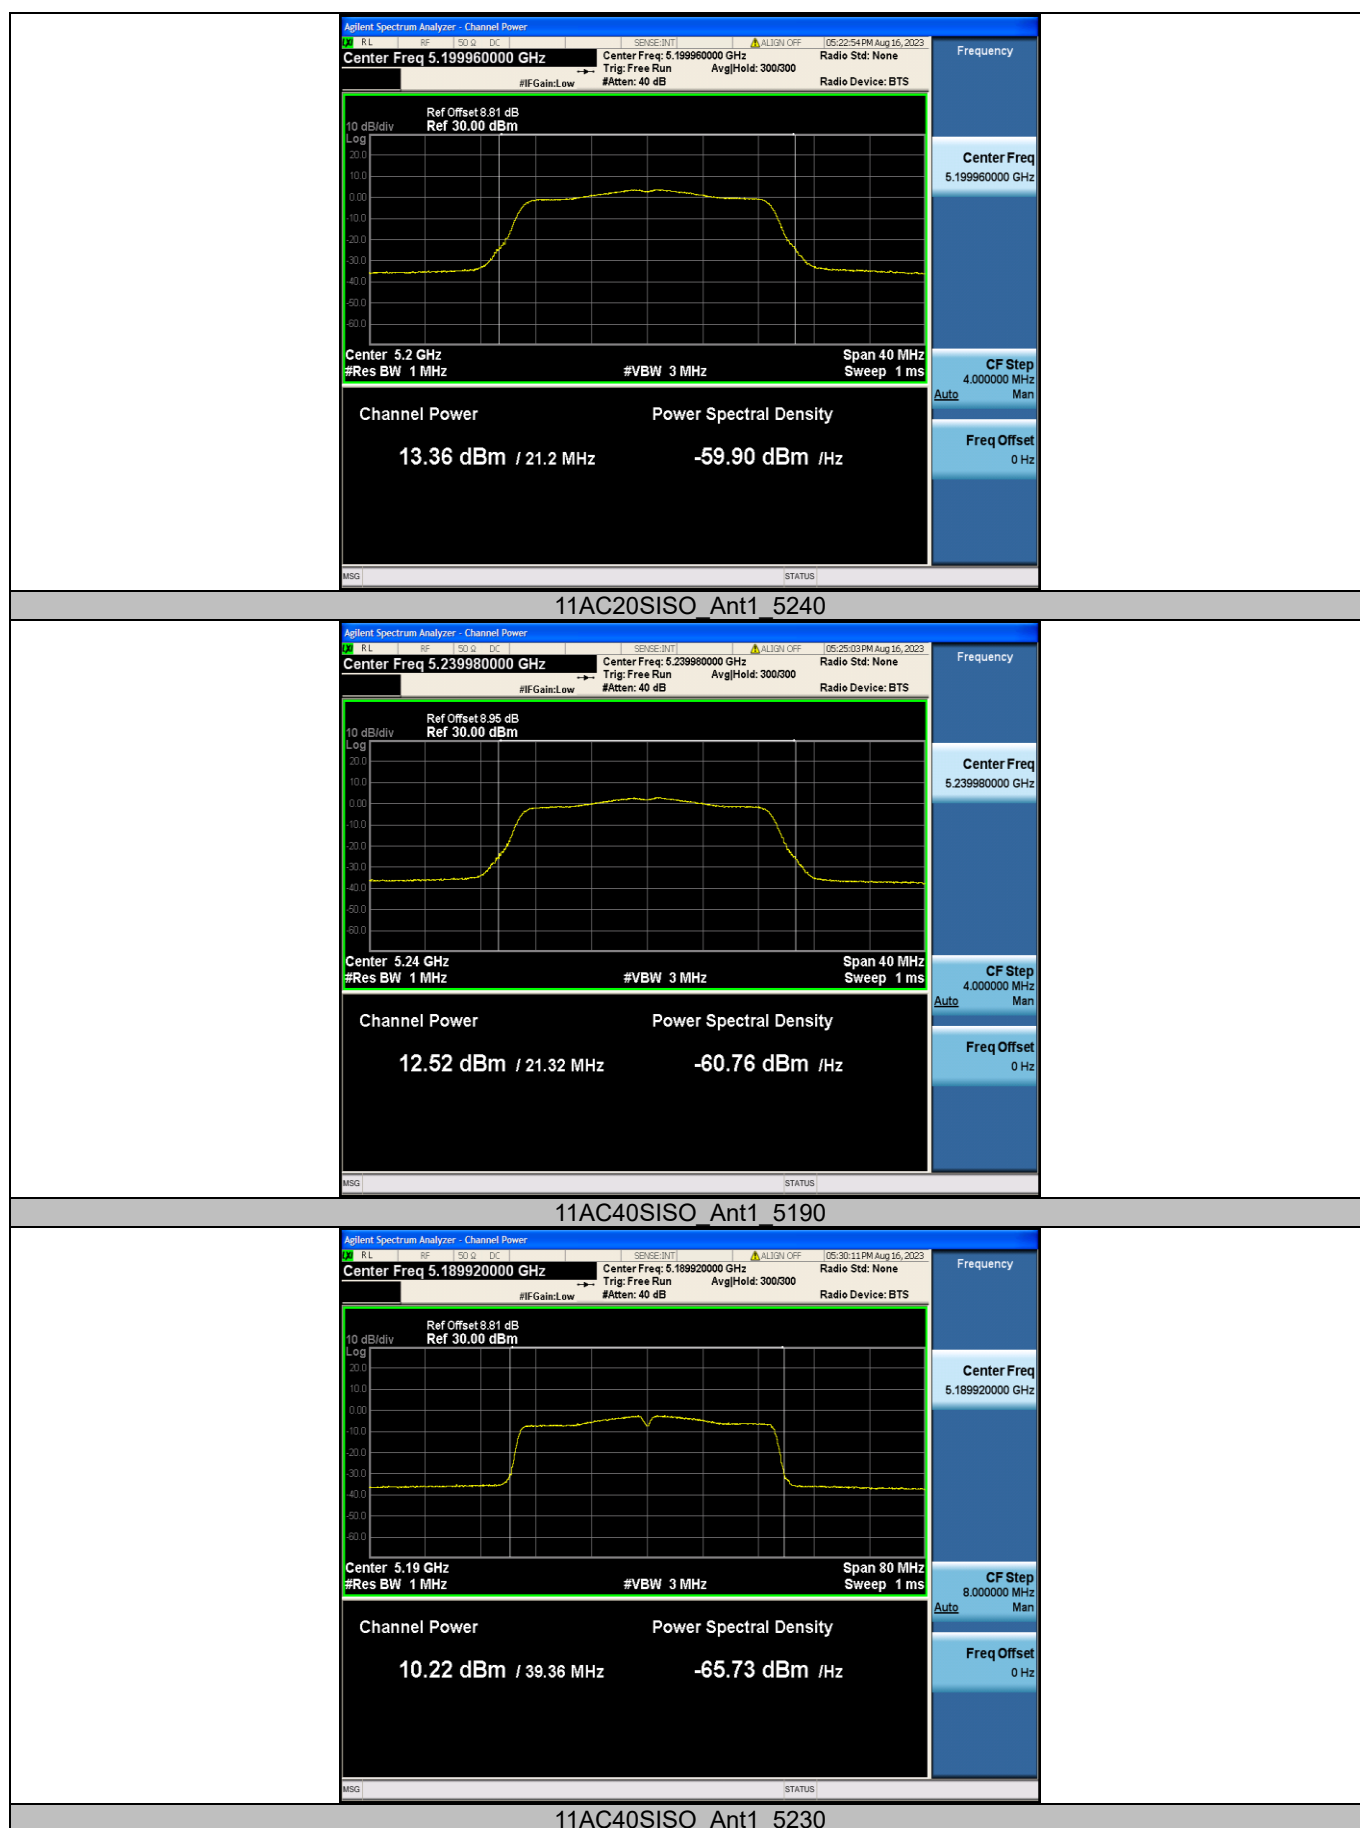 Agilent Spectrum Analyzer - Channel Power
RL RF 50 Ω DC SENSE:INT ALIGN OFF 05:22:54 PM Aug 16, 2023
Center Freq 5.199960000 GHz
Center Freq: 5.199960000 GHz Radio Std: None
Trig: Free Run Avg|Hold: 300/300
#IFGain:Low #Atten: 40 dB Radio Device: BTS
Frequency
Ref Offset 8.81 dB
10 dB/div Ref 30.00 dBm
Log
20.0
10.0
0.00
-10.0
-20.0
-30.0
-40.0
-50.0
-60.0
Center 5.2 GHz Span 40 MHz
#Res BW 1 MHz #VBW 3 MHz Sweep 1 ms
Channel Power Power Spectral Density
13.36 dBm / 21.2 MHz -59.90 dBm /Hz
Center Freq
5.199960000 GHz
CF Step
4.000000 MHz
Auto Man
Freq Offset
0 Hz
MSG STATUS
11AC20SISO_Ant1_5240
Agilent Spectrum Analyzer - Channel Power
RL RF 50 Ω DC SENSE:INT ALIGN OFF 05:25:03 PM Aug 16, 2023
Center Freq 5.239980000 GHz
Center Freq: 5.239980000 GHz Radio Std: None
Trig: Free Run Avg|Hold: 300/300
#IFGain:Low #Atten: 40 dB Radio Device: BTS
Frequency
Ref Offset 8.95 dB
10 dB/div Ref 30.00 dBm
Log
20.0
10.0
0.00
-10.0
-20.0
-30.0
-40.0
-50.0
-60.0
Center 5.24 GHz Span 40 MHz
#Res BW 1 MHz #VBW 3 MHz Sweep 1 ms
Channel Power Power Spectral Density
12.52 dBm / 21.32 MHz -60.76 dBm /Hz
Center Freq
5.239980000 GHz
CF Step
4.000000 MHz
Auto Man
Freq Offset
0 Hz
MSG STATUS
11AC40SISO_Ant1_5190
Agilent Spectrum Analyzer - Channel Power
RL RF 50 Ω DC SENSE:INT ALIGN OFF 05:30:11 PM Aug 16, 2023
Center Freq 5.189920000 GHz
Center Freq: 5.189920000 GHz Radio Std: None
Trig: Free Run Avg|Hold: 300/300
#IFGain:Low #Atten: 40 dB Radio Device: BTS
Frequency
Ref Offset 8.81 dB
10 dB/div Ref 30.00 dBm
Log
20.0
10.0
0.00
-10.0
-20.0
-30.0
-40.0
-50.0
-60.0
Center 5.19 GHz Span 80 MHz
#Res BW 1 MHz #VBW 3 MHz Sweep 1 ms
Channel Power Power Spectral Density
10.22 dBm / 39.36 MHz -65.73 dBm /Hz
Center Freq
5.189920000 GHz
CF Step
8.000000 MHz
Auto Man
Freq Offset
0 Hz
MSG STATUS
11AC40SISO_Ant1_5230